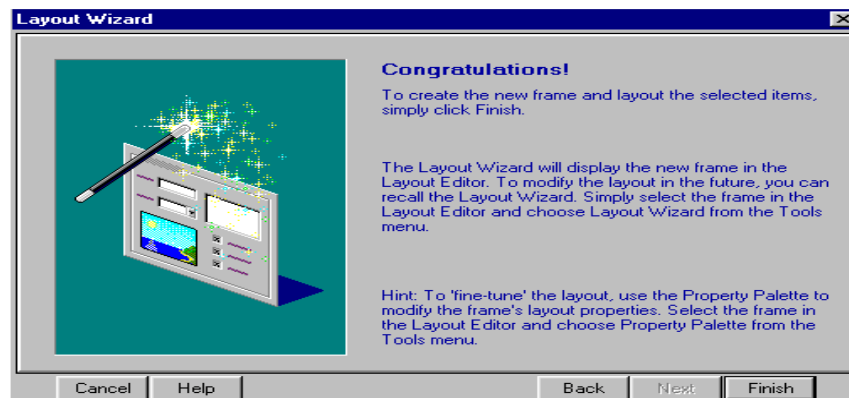 Layout Wizard
Congratulations!
To create the new frame and layout the selected items,
simply click Finish.
The Layout Wizard will display the new frame in the
Layout Editor. To modify the layout in the future, you can
recall the Layout Wizard. Simply select the frame in the
Layout Editor and choose Layout Wizard from the Tools
menu.
Hint: To 'fine-tune' the layout, use the Property Palette to
modify the frame's layout properties. Select the frame in
the Layout Editor and choose Property Palette from the
Tools menu.
Cancel Help Back Next Finish